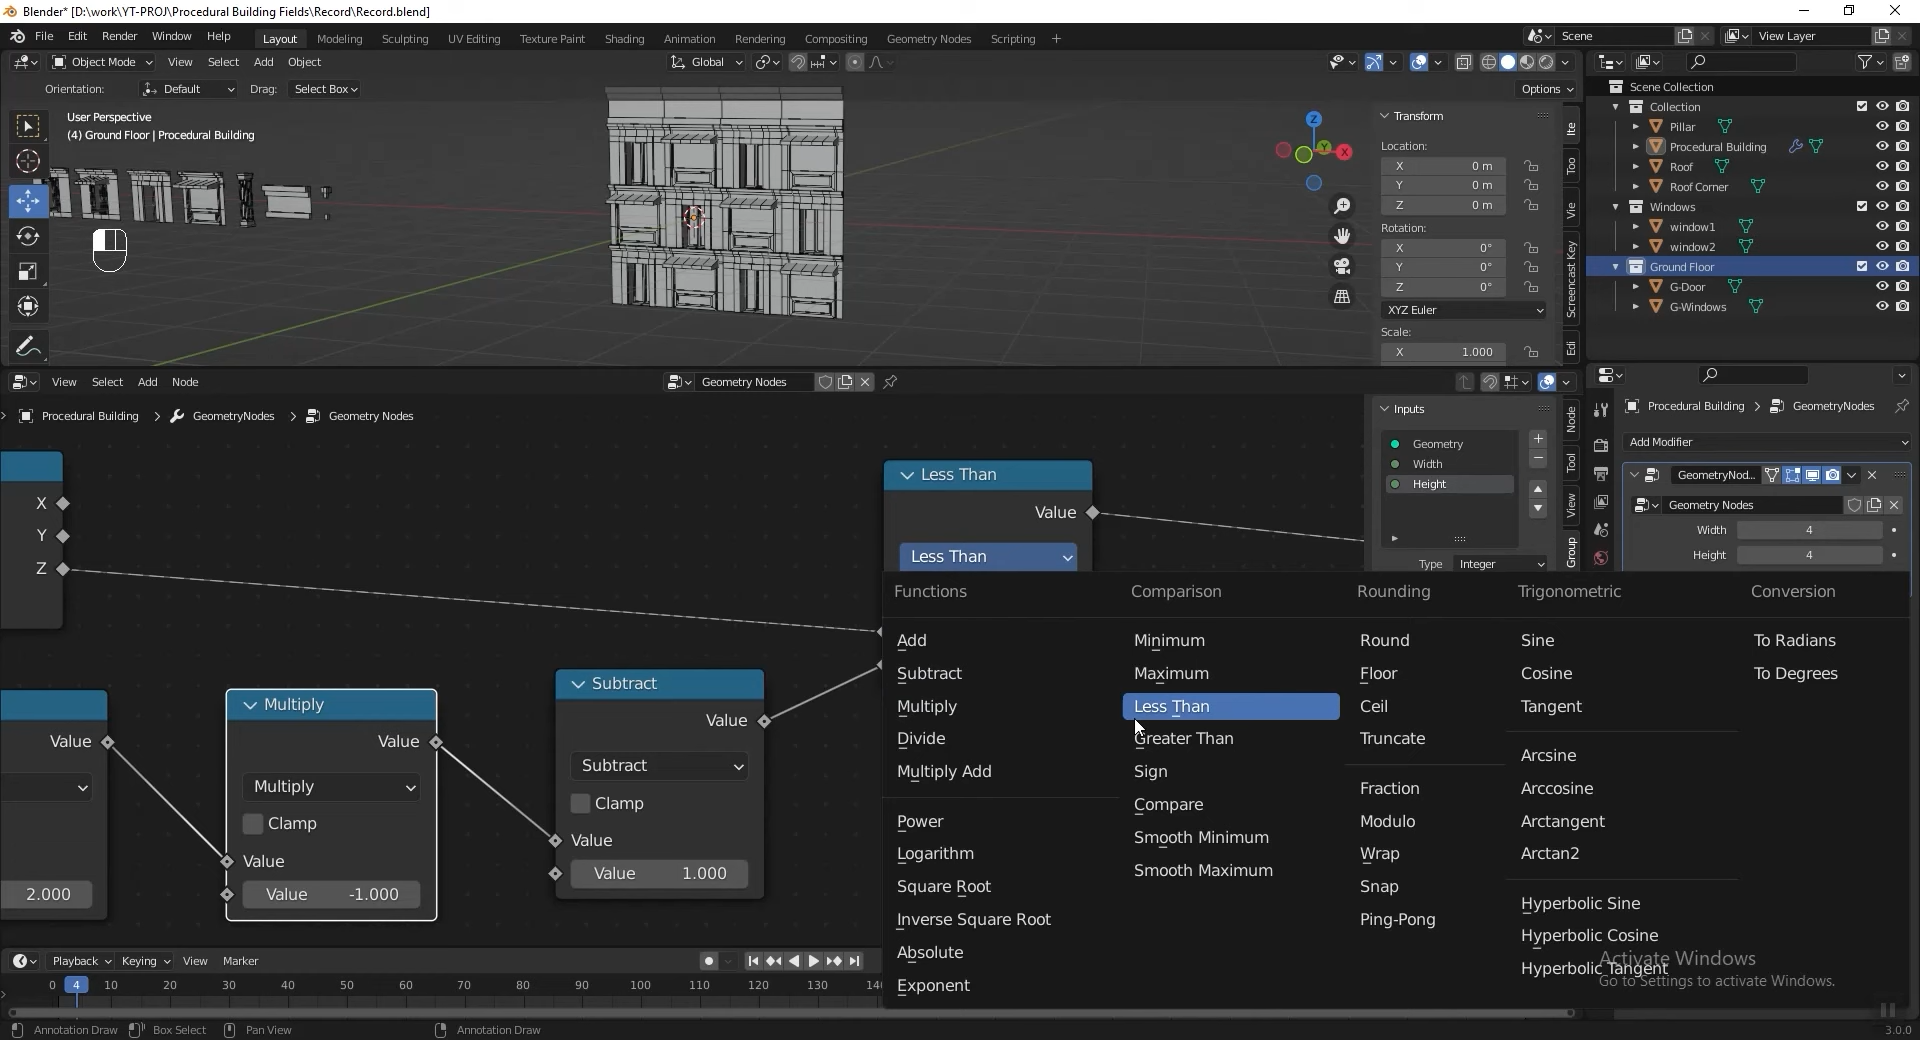 Blender* [D:\work\YT-PROJ\Procedural Building Fields\Record\Record.blend]
File Edit Render Window Help Layout Modeling Sculpting UV Editing Texture Paint Shading Animation Rendering Compositing Geometry Nodes Scripting + Scene View Layer
Object Mode View Select Add Object Global
Orientation: Default Drag: Select Box Options
User Perspective
(4) Ground Floor | Procedural Building
Z
Y
X
Transform
Location:
X 0 m
Y 0 m
Z 0 m
Rotation:
X 0°
Y 0°
Z 0°
XYZ Euler
Scale:
X 1.000
Ite
Too
Vie
Screencast Key
Edi
Scene Collection
Collection
Pillar
Procedural Building
Roof
Roof Corner
Windows
window1
window2
Ground Floor
G-Door
G-Windows
View Select Add Node Geometry Nodes
Procedural Building > GeometryNodes > Geometry Nodes
X
Y
Z
Value
2.000
Multiply
Value
Multiply
Clamp
Value
Value -1.000
Subtract
Value
Subtract
Clamp
Value
Value 1.000
Less Than
Value
Less Than
Functions
Add
Subtract
Multiply
Divide
Multiply Add
Power
Logarithm
Square Root
Inverse Square Root
Absolute
Exponent
Comparison
Minimum
Maximum
Less Than
Greater Than
Sign
Compare
Smooth Minimum
Smooth Maximum
Rounding
Round
Floor
Ceil
Truncate
Fraction
Modulo
Wrap
Snap
Ping-Pong
Trigonometric
Sine
Cosine
Tangent
Arcsine
Arccosine
Arctangent
Arctan2
Hyperbolic Sine
Hyperbolic Cosine
Hyperbolic Tangent
Conversion
To Radians
To Degrees
Inputs
Geometry
Width
Height
Type Integer
Node
Tool
View
Group
Procedural Building > GeometryNodes
Add Modifier
GeometryNod...
Geometry Nodes
Width 4
Height 4
Activate Windows
Go to Settings to activate Windows.
Playback Keying View Marker
0 4 10 20 30 40 50 60 70 80 90 100 110 120 130
Annotation Draw Box Select Pan View Annotation Draw 3.0.0